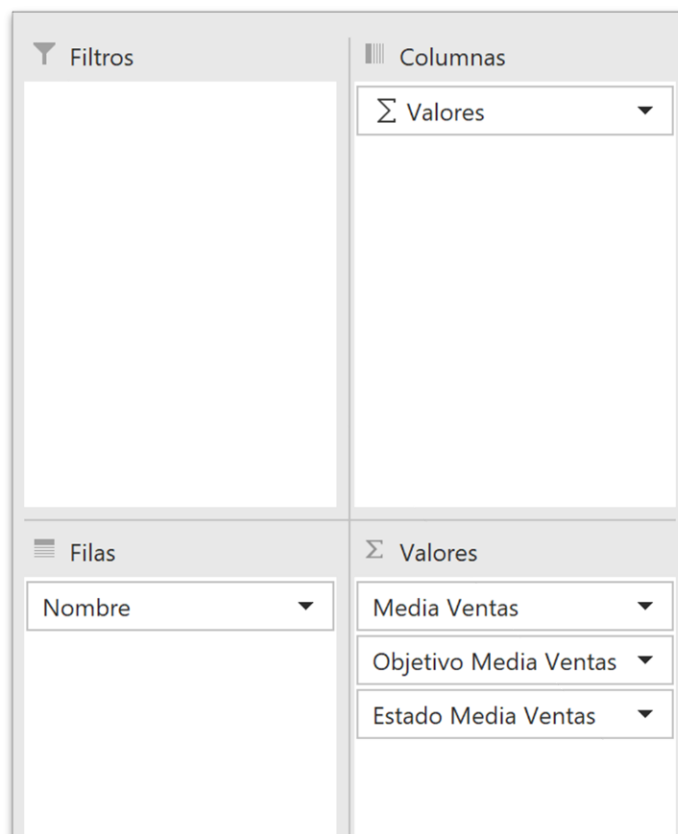 Filtros
Columnas
Σ Valores
Filas
Σ Valores
Nombre
Media Ventas
Objetivo Media Ventas
Estado Media Ventas